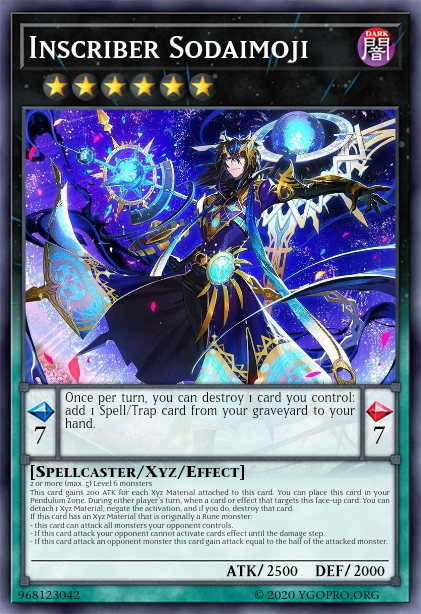 INSCRIBER SODAIMOJI
DARK
闇
Once per turn, you can destroy 1 card you control:
add 1 Spell/Trap card from your graveyard to your
hand.
7
7
[SPELLCASTER/XYZ/EFFECT]
2 or more (max. 5) Level 6 monsters
This card gains 200 ATK for each Xyz Material attached to this card. You can place this card in your
Pendulum Zone. During either player's turn, when a card or effect that targets this face-up card: You can
detach 1 Xyz Material; negate the activation, and if you do, destroy that card.
If this card has an Xyz Material that is originally a Rune monster:
- this card can attack all monsters your opponent controls.
- If this card attack your opponent cannot activate cards effect until the damage step.
- If this card attack an opponent monster this card gain attack equal to the half of the attacked monster.
ATK/ 2500 DEF/ 2000
968123042 © 2020 YGOPRO.ORG